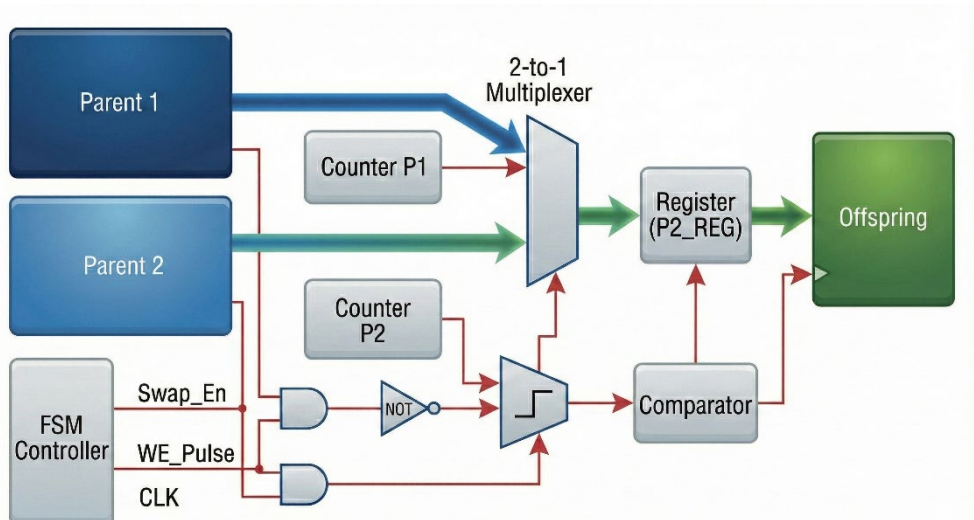 Parent 1
2-to-1
Multiplexer
Counter P1
Register
(P2_REG)
Offspring
Parent 2
Counter
P2
FSM
Controller
Swap_En
WE_Pulse
CLK
NOT
Comparator